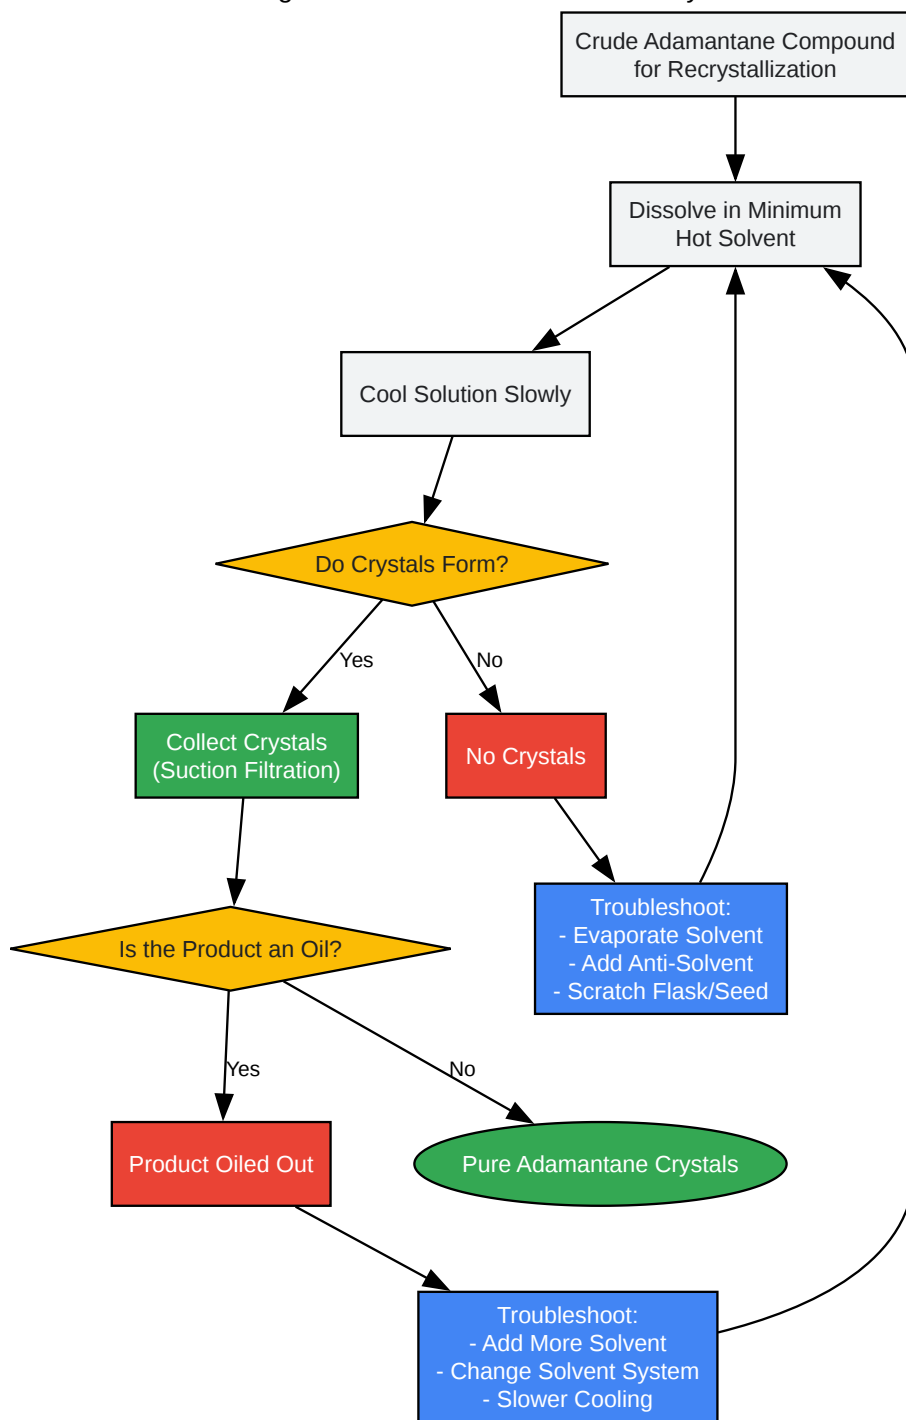 Crude Adamantane Compound
for Recrystallization
Dissolve in Minimum
Hot Solvent
Cool Solution Slowly
Do Crystals Form?
Yes
No
Collect Crystals
(Suction Filtration)
No Crystals
Troubleshoot:
- Evaporate Solvent
- Add Anti-Solvent
- Scratch Flask/Seed
Is the Product an Oil?
Yes
No
Product Oiled Out
Pure Adamantane Crystals
Troubleshoot:
- Add More Solvent
- Change Solvent System
- Slower Cooling